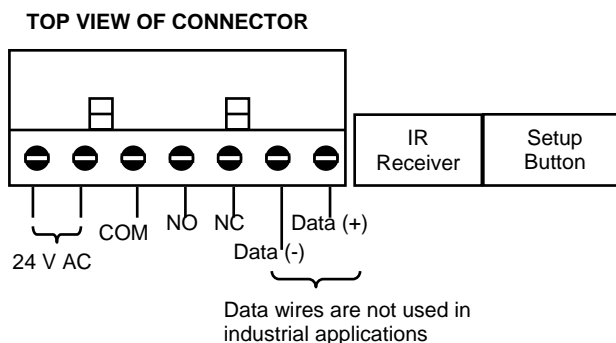 TOP VIEW OF CONNECTOR
IR
Receiver
Setup
Button
24 V AC
COM
NO
NC
Data (-)
Data (+)
Data wires are not used in
industrial applications